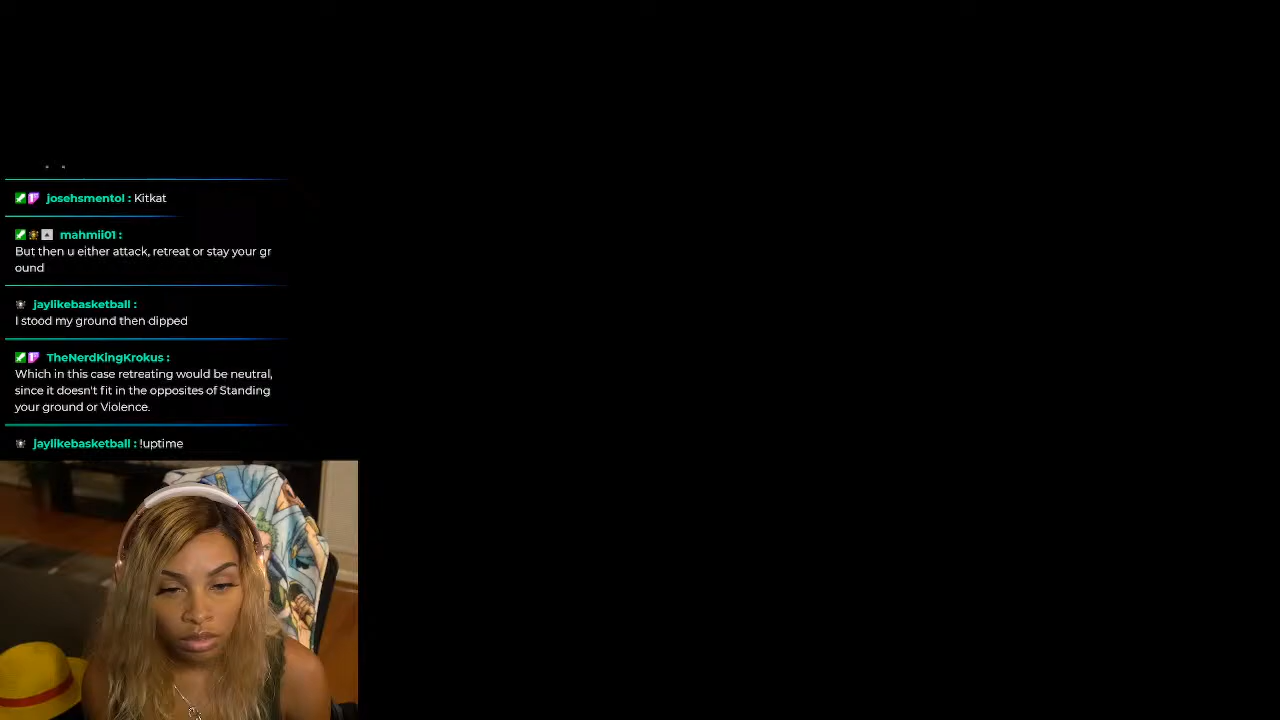 josehsmentol : Kitkat
mahmii01 :
But then u either attack, retreat or stay your gr
ound
jaylikebasketball :
I stood my ground then dipped
TheNerdKingKrokus :
Which in this case retreating would be neutral,
since it doesn't fit in the opposites of Standing
your ground or Violence.
jaylikebasketball : !uptime